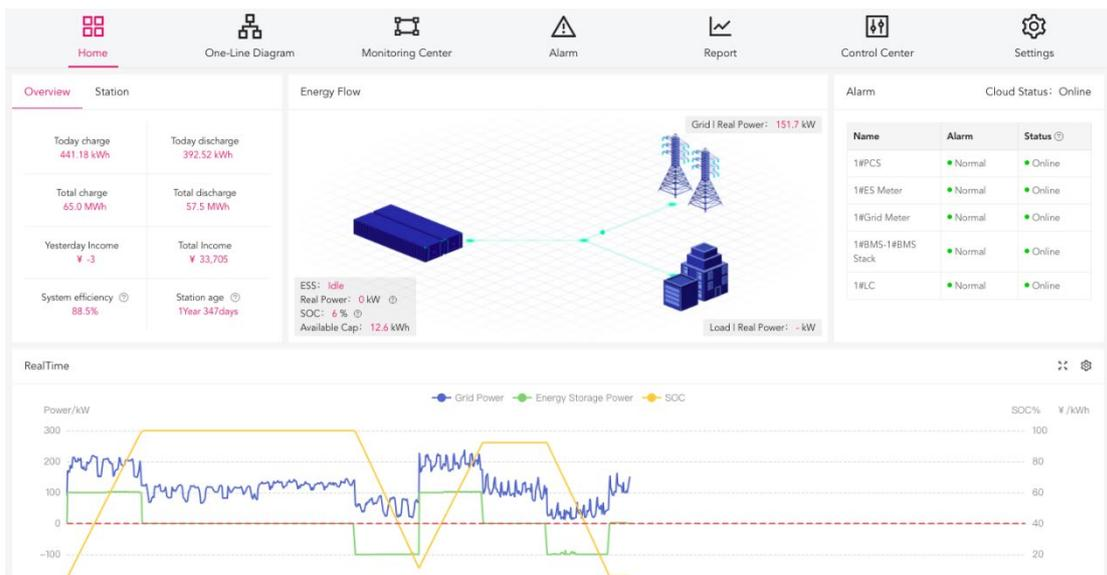 Home
One-Line Diagram
Monitoring Center
Alarm
Report
Control Center
Settings
Overview
Station
Today charge
441.18 kWh
Today discharge
392.52 kWh
Total charge
65.0 MWh
Total discharge
57.5 MWh
Yesterday Income
¥ -3
Total Income
¥ 33,705
System efficiency ?
88.5%
Station age ?
1Year 347days
Energy Flow
Grid | Real Power: 151.7 kW
ESS: Idle
Real Power: 0 kW ?
SOC: 6 % ?
Available Cap: 12.6 kWh
Load | Real Power: - kW
Alarm
Cloud Status: Online
Name Alarm Status ?
1#PCS Normal Online
1#ES Meter Normal Online
1#Grid Meter Normal Online
1#BMS-1#BMS
Stack Normal Online
1#LC Normal Online
RealTime
Grid Power Energy Storage Power SOC
Power/kW
SOC% ¥ /kWh
300 100
200 80
100 60
0 40
-100 20